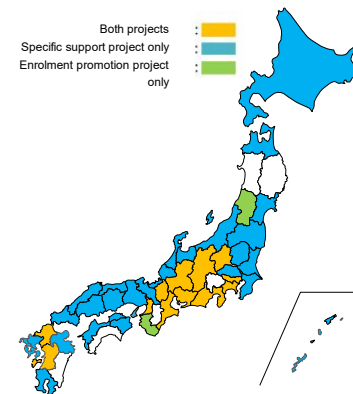 Both projects :
Specific support project only :
Enrolment promotion project :
only